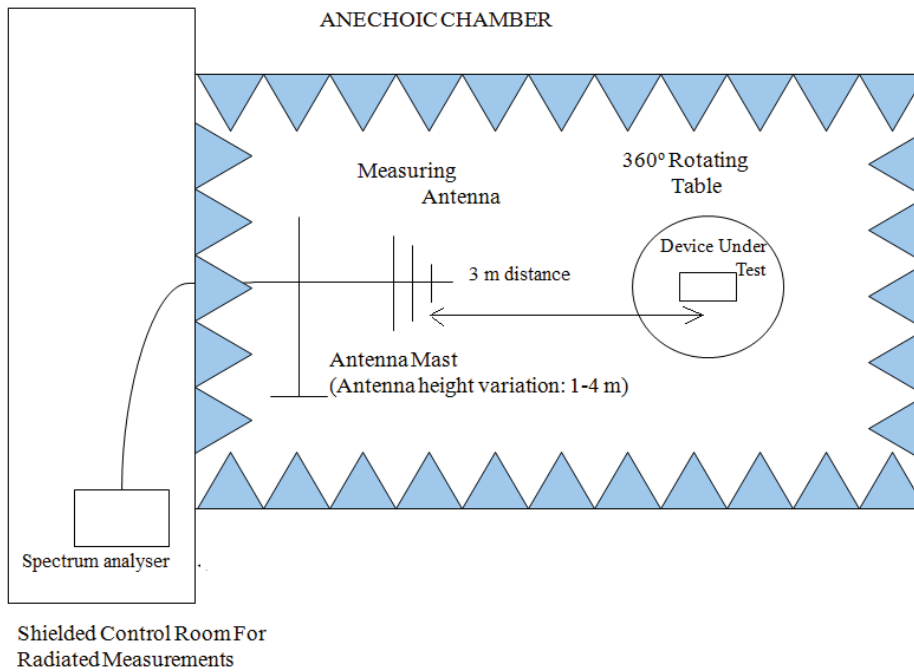 ANECHOIC CHAMBER
Measuring
Antenna
360º Rotating
Table
Device Under
Test
3 m distance
Antenna Mast
(Antenna height variation: 1-4 m)
Spectrum analyser
Shielded Control Room For
Radiated Measurements